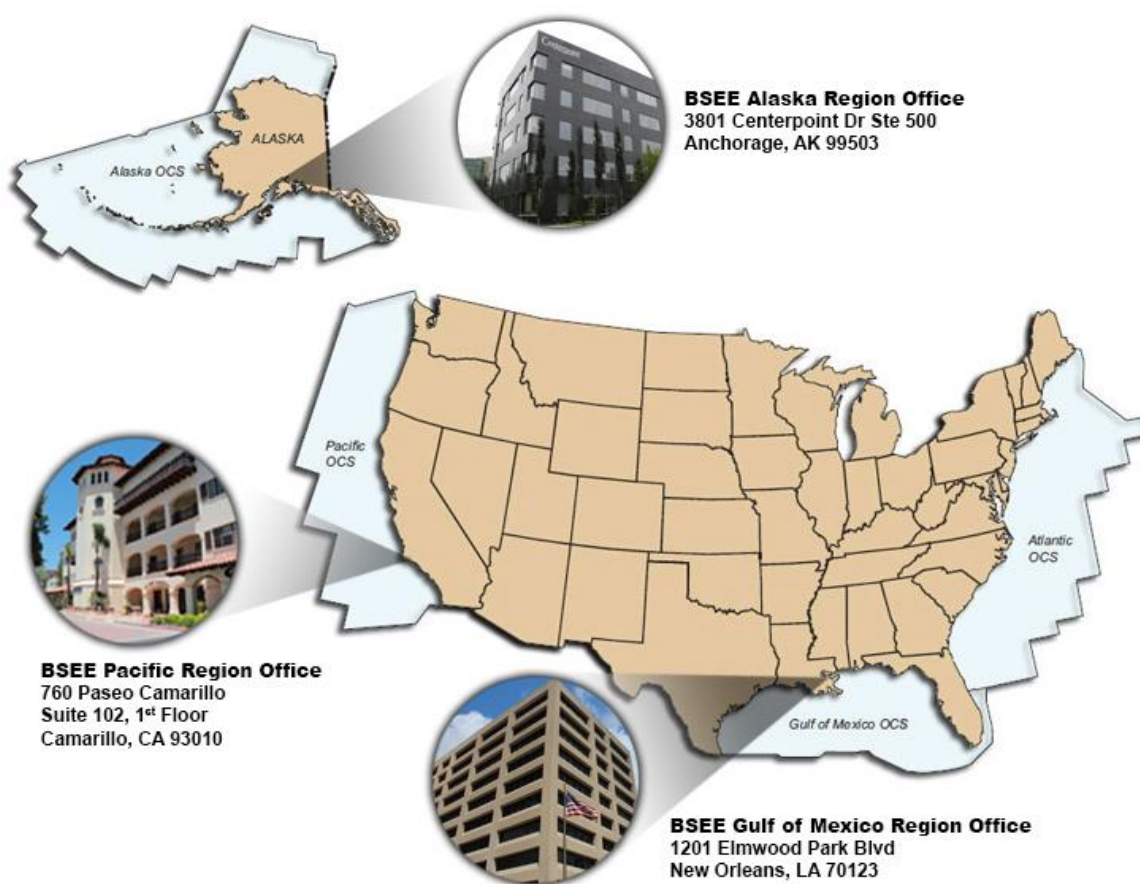 Centerpoint
BSEE Alaska Region Office
3801 Centerpoint Dr Ste 500
Anchorage, AK 99503
ALASKA
Alaska OCS
Pacific
OCS
Atlantic
OCS
BSEE Pacific Region Office
760 Paseo Camarillo
Suite 102, 1st Floor
Camarillo, CA 93010
Gulf of Mexico OCS
BSEE Gulf of Mexico Region Office
1201 Elmwood Park Blvd
New Orleans, LA 70123